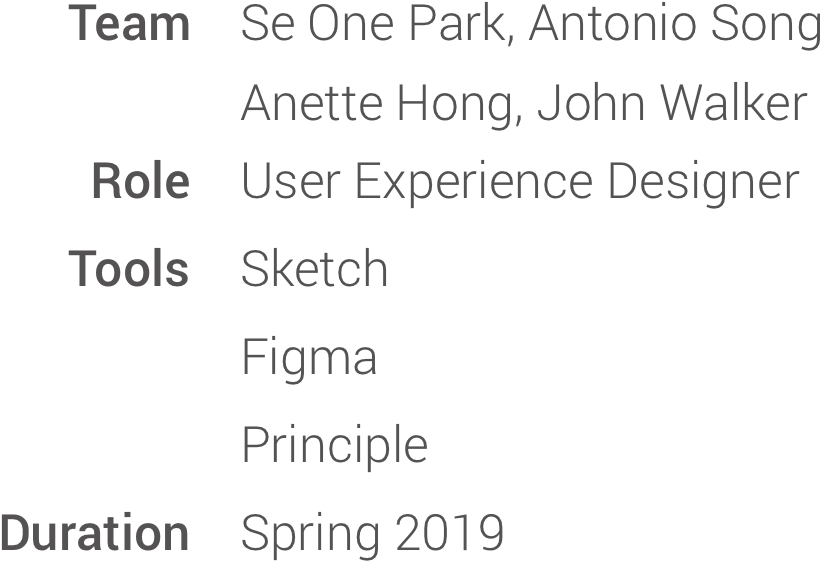 Team Se One Park, Antonio Song
Anette Hong, John Walker
Role User Experience Designer
Tools Sketch
Figma
Principle
Duration Spring 2019